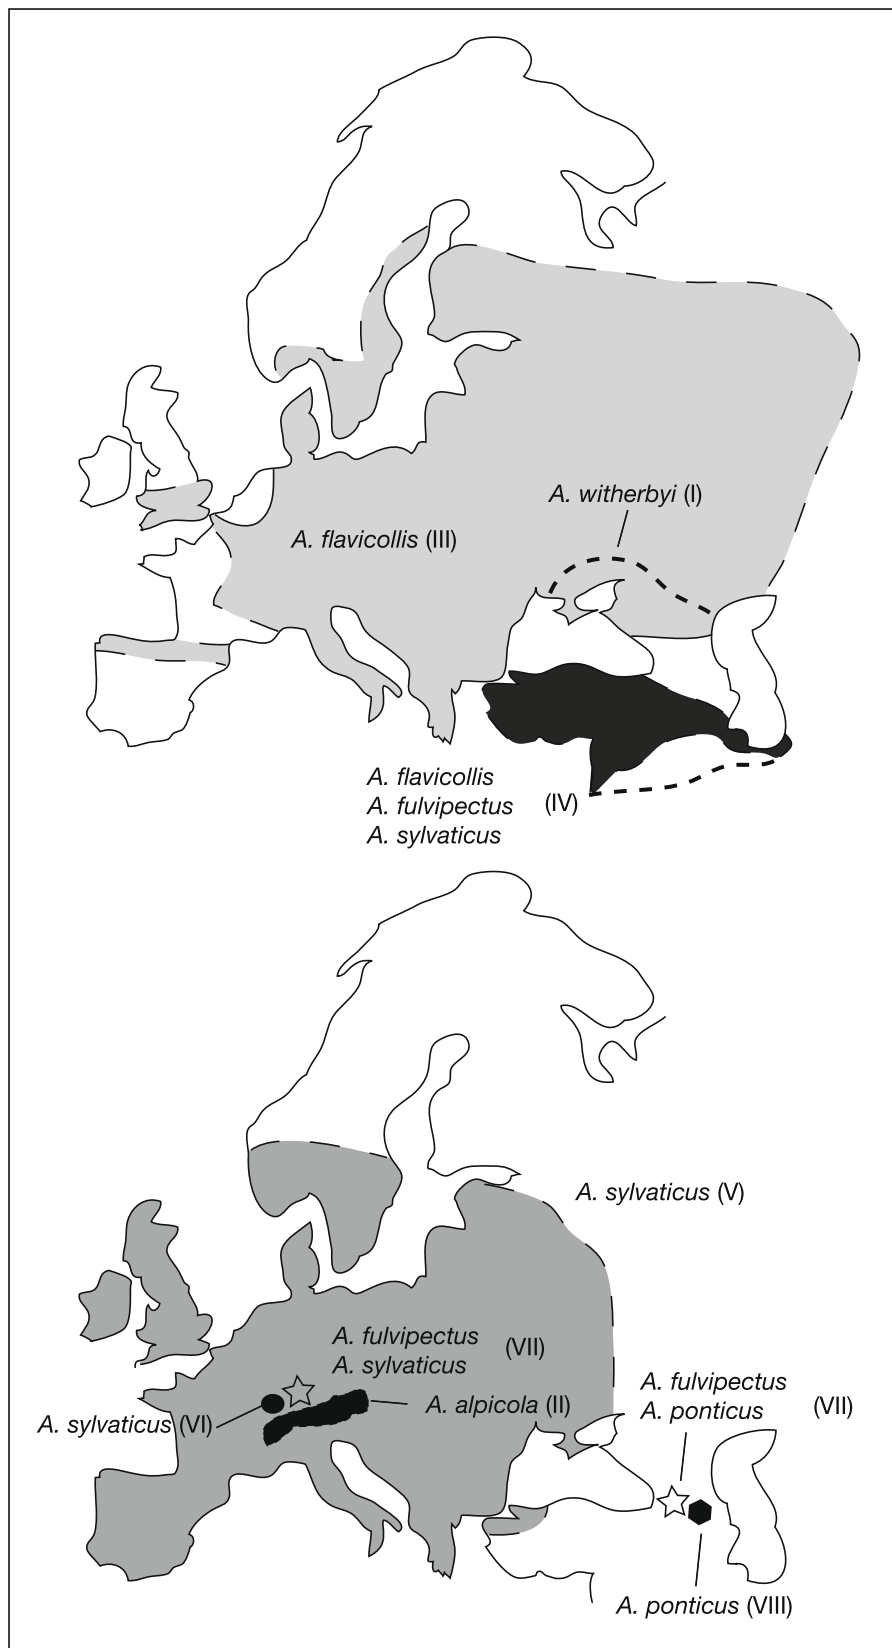 A. witherbyi (I)
A. flavicollis (III)
A. flavicollis
A. fulvipectus (IV)
A. sylvaticus
A. sylvaticus (V)
A. fulvipectus (VII)
A. sylvaticus
A. fulvipectus
A. ponticus (VII)
A. alpicola (II)
A. sylvaticus (VI)
A. ponticus (VIII)